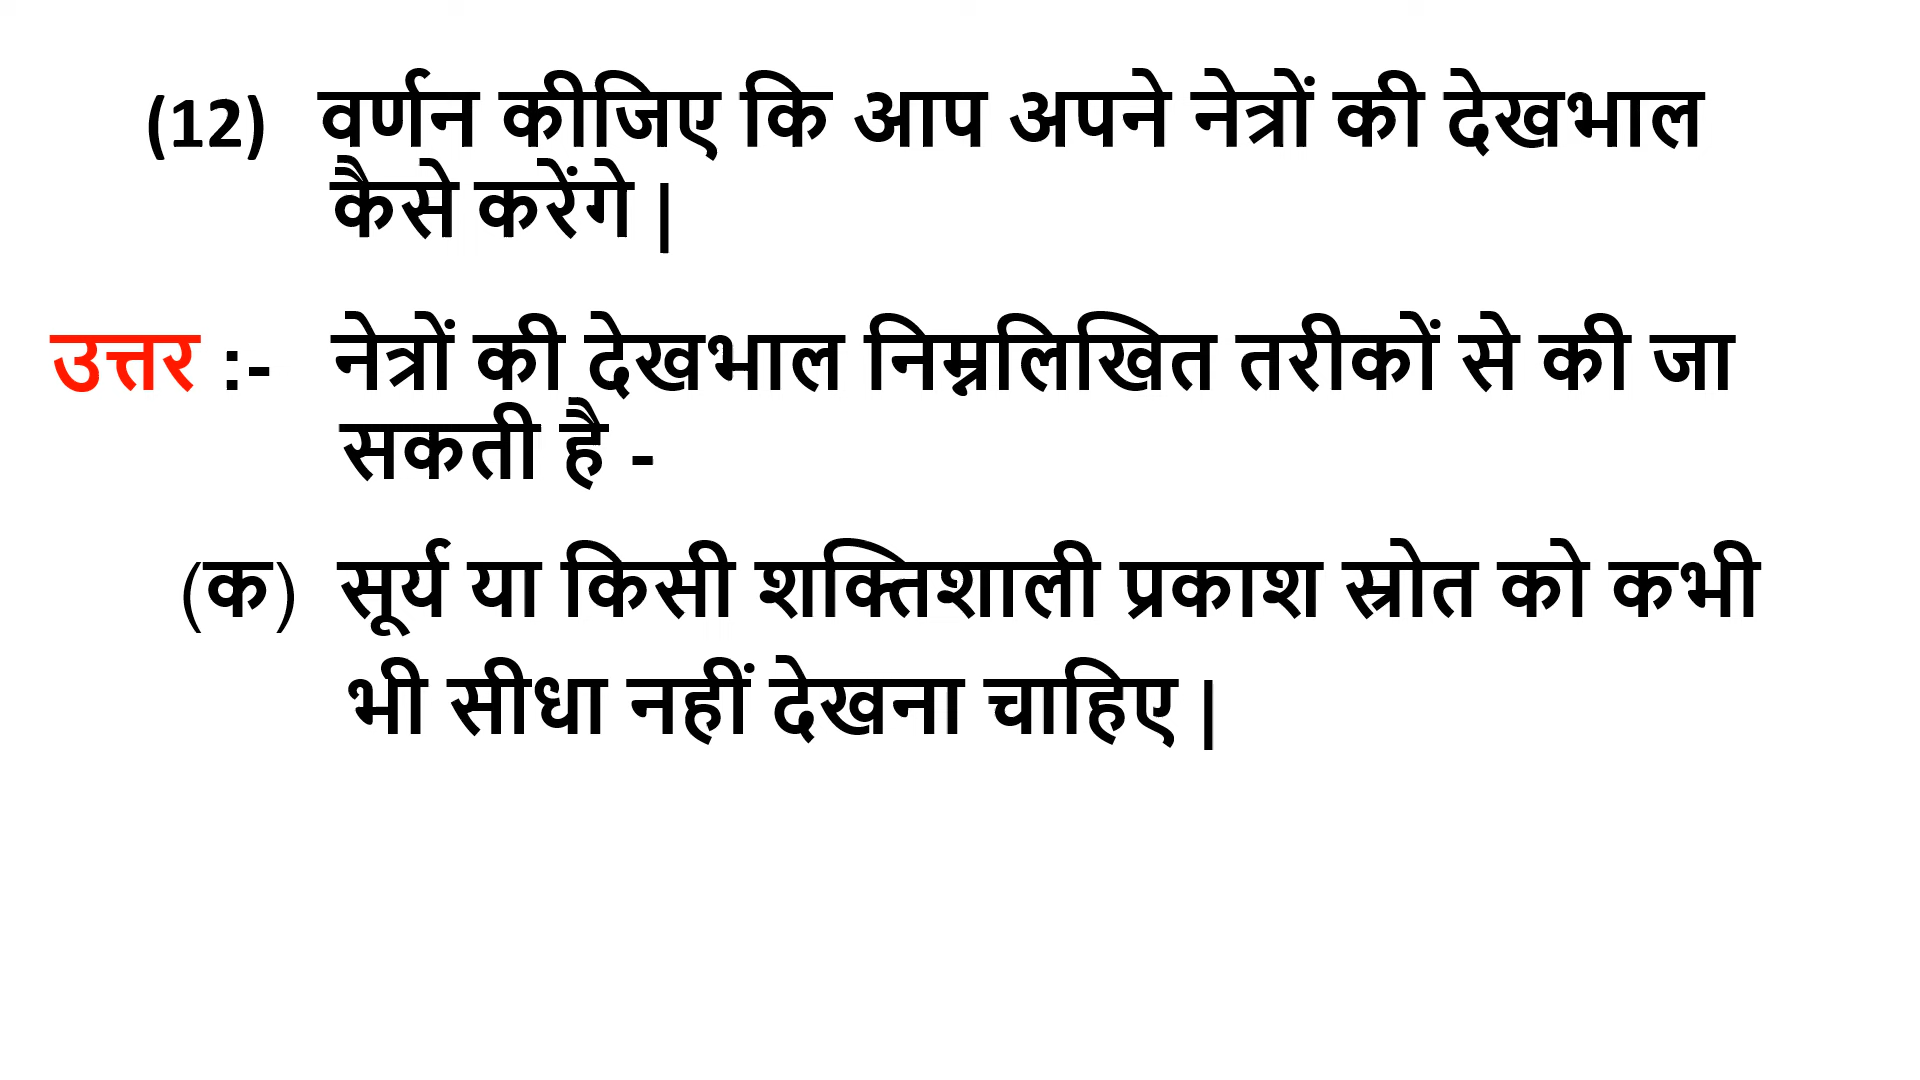 (12) वर्णन कीजिए कि आप अपने नेत्रों की देखभाल
कैसे करेंगे |
उत्तर :- नेत्रों की देखभाल निम्नलिखित तरीकों से की जा
सकती है -
(क) सूर्य या किसी शक्तिशाली प्रकाश स्रोत को कभी
भी सीधा नहीं देखना चाहिए |